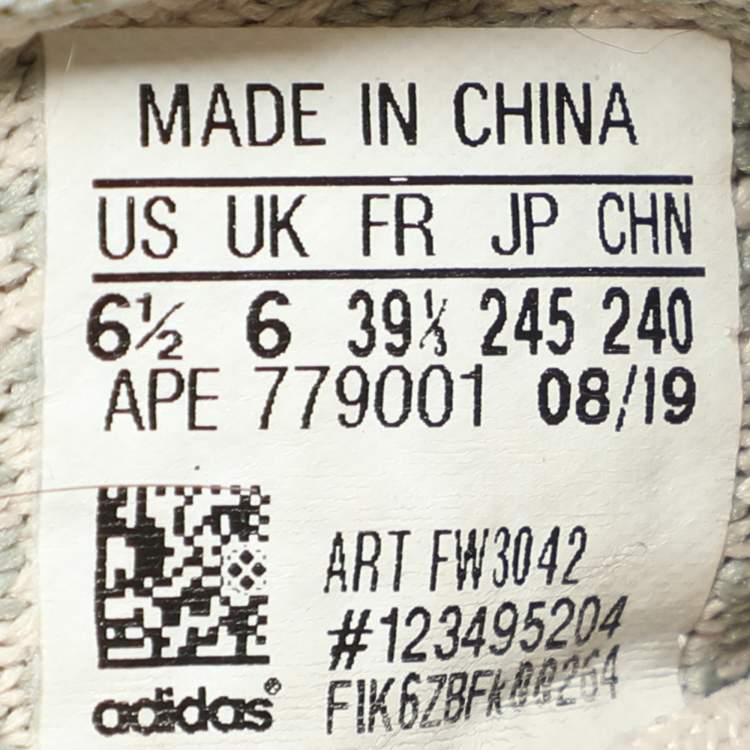 MADE IN CHINA
US UK FR JP CHN
6½ 6 39⅓ 245 240
APE 779001 08/19
ART FW3042
#123495204
adidas®